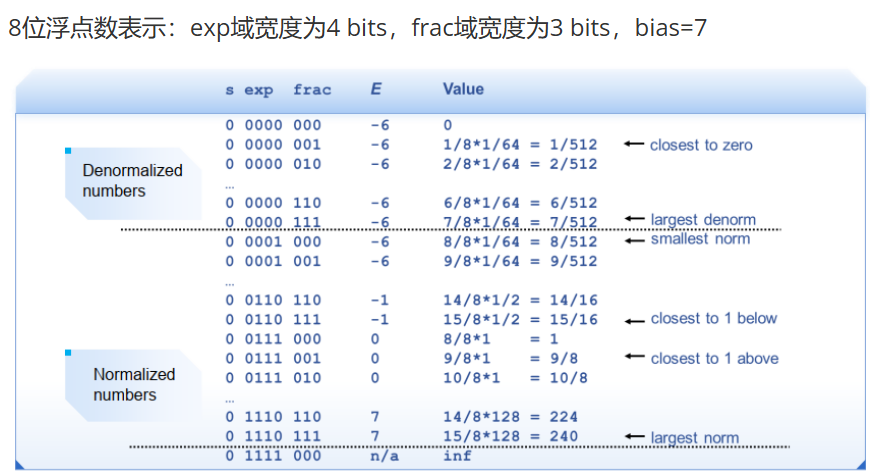 8位浮点数表示：exp域宽度为4 bits，frac域宽度为3 bits，bias=7
s exp frac E Value
0 0000 000 -6 0
0 0000 001 -6 1/8*1/64 = 1/512 closest to zero
0 0000 010 -6 2/8*1/64 = 2/512
Denormalized
numbers
...
0 0000 110 -6 6/8*1/64 = 6/512
0 0000 111 -6 7/8*1/64 = 7/512 largest denorm
0 0001 000 -6 8/8*1/64 = 8/512 smallest norm
0 0001 001 -6 9/8*1/64 = 9/512
...
0 0110 110 -1 14/8*1/2 = 14/16
0 0110 111 -1 15/8*1/2 = 15/16 closest to 1 below
0 0111 000 0 8/8*1 = 1
0 0111 001 0 9/8*1 = 9/8 closest to 1 above
0 0111 010 0 10/8*1 = 10/8
Normalized
numbers
...
0 1110 110 7 14/8*128 = 224
0 1110 111 7 15/8*128 = 240 largest norm
0 1111 000 n/a inf